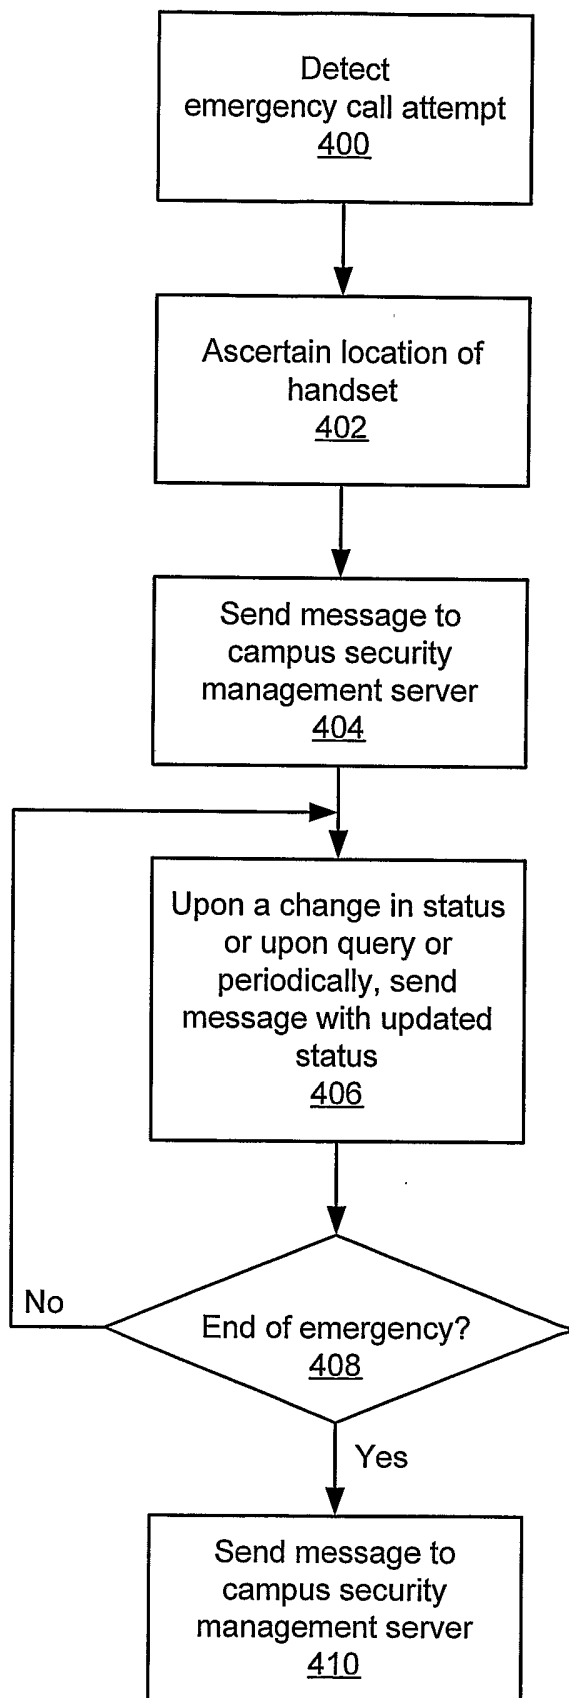 Detect
emergency call attempt
400
Ascertain location of
handset
402
Send message to
campus security
management server
404
Upon a change in status
or upon query or
periodically, send
message with updated
status
406
No
End of emergency?
408
Yes
Send message to
campus security
management server
410